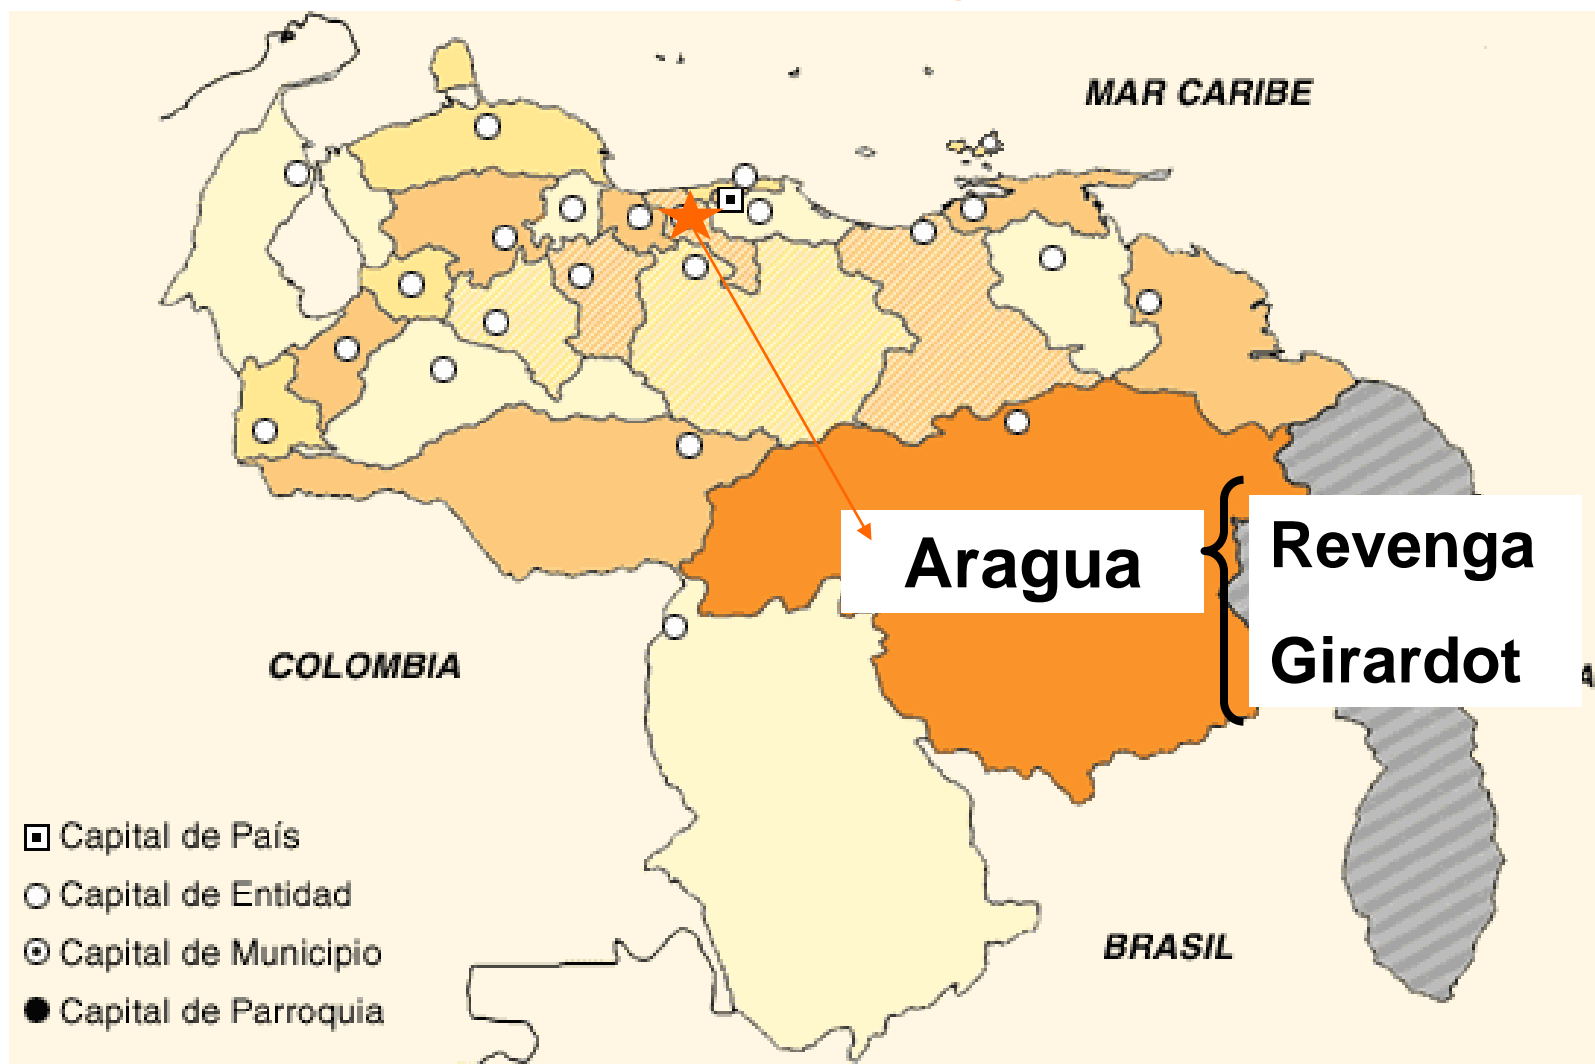 MAR CARIBE
Aragua
Revenga
Girardot
COLOMBIA
A
BRASIL
Capital de País
Capital de Entidad
Capital de Municipio
Capital de Parroquia